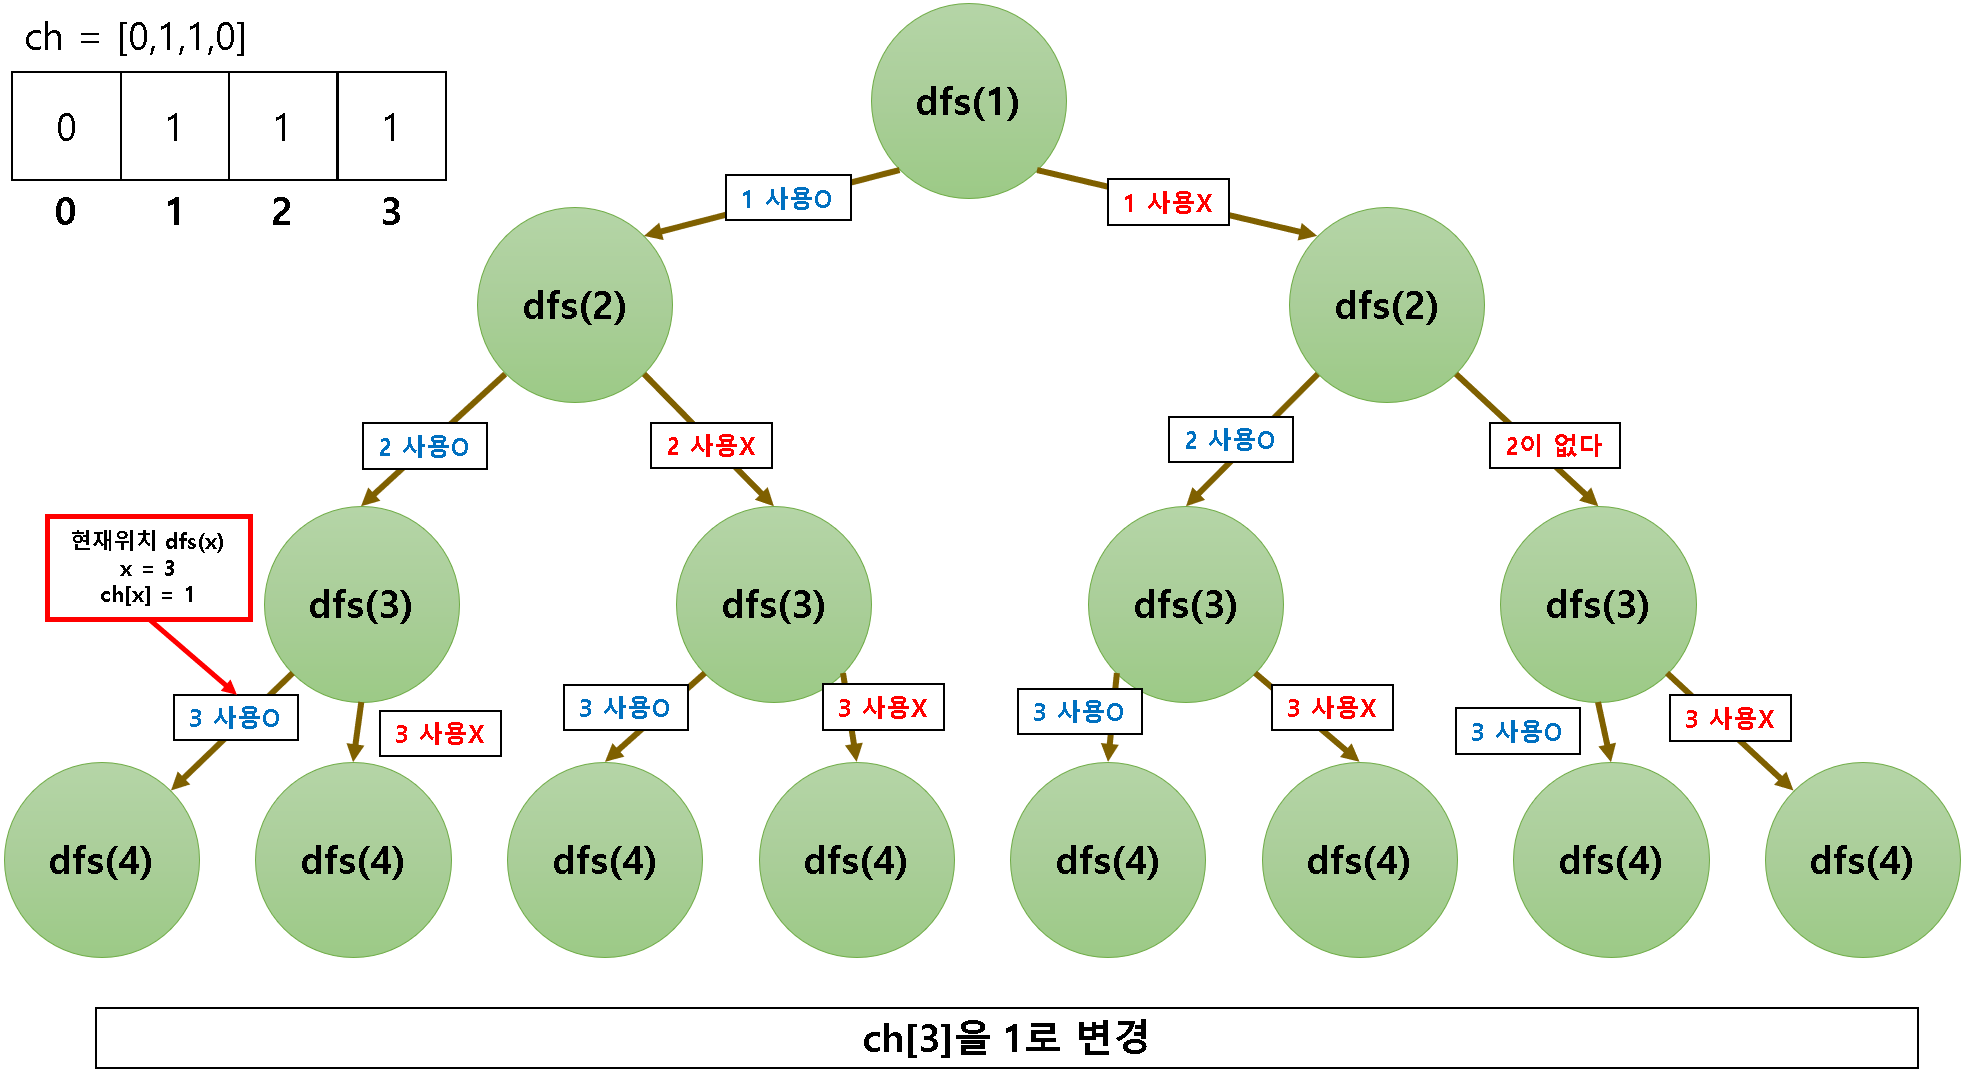 ch = [0,1,1,0]
0 1 1 1
0 1 2 3
dfs(1)
1 사용O
1 사용X
dfs(2)
dfs(2)
2 사용O
2 사용X
2 사용O
2이 없다
현재위치 dfs(x)
x = 3
ch[x] = 1
dfs(3)
dfs(3)
dfs(3)
dfs(3)
3 사용O
3 사용X
3 사용O
3 사용X
3 사용O
3 사용X
3 사용O
3 사용X
dfs(4)
dfs(4)
dfs(4)
dfs(4)
dfs(4)
dfs(4)
dfs(4)
dfs(4)
ch[3]을 1로 변경